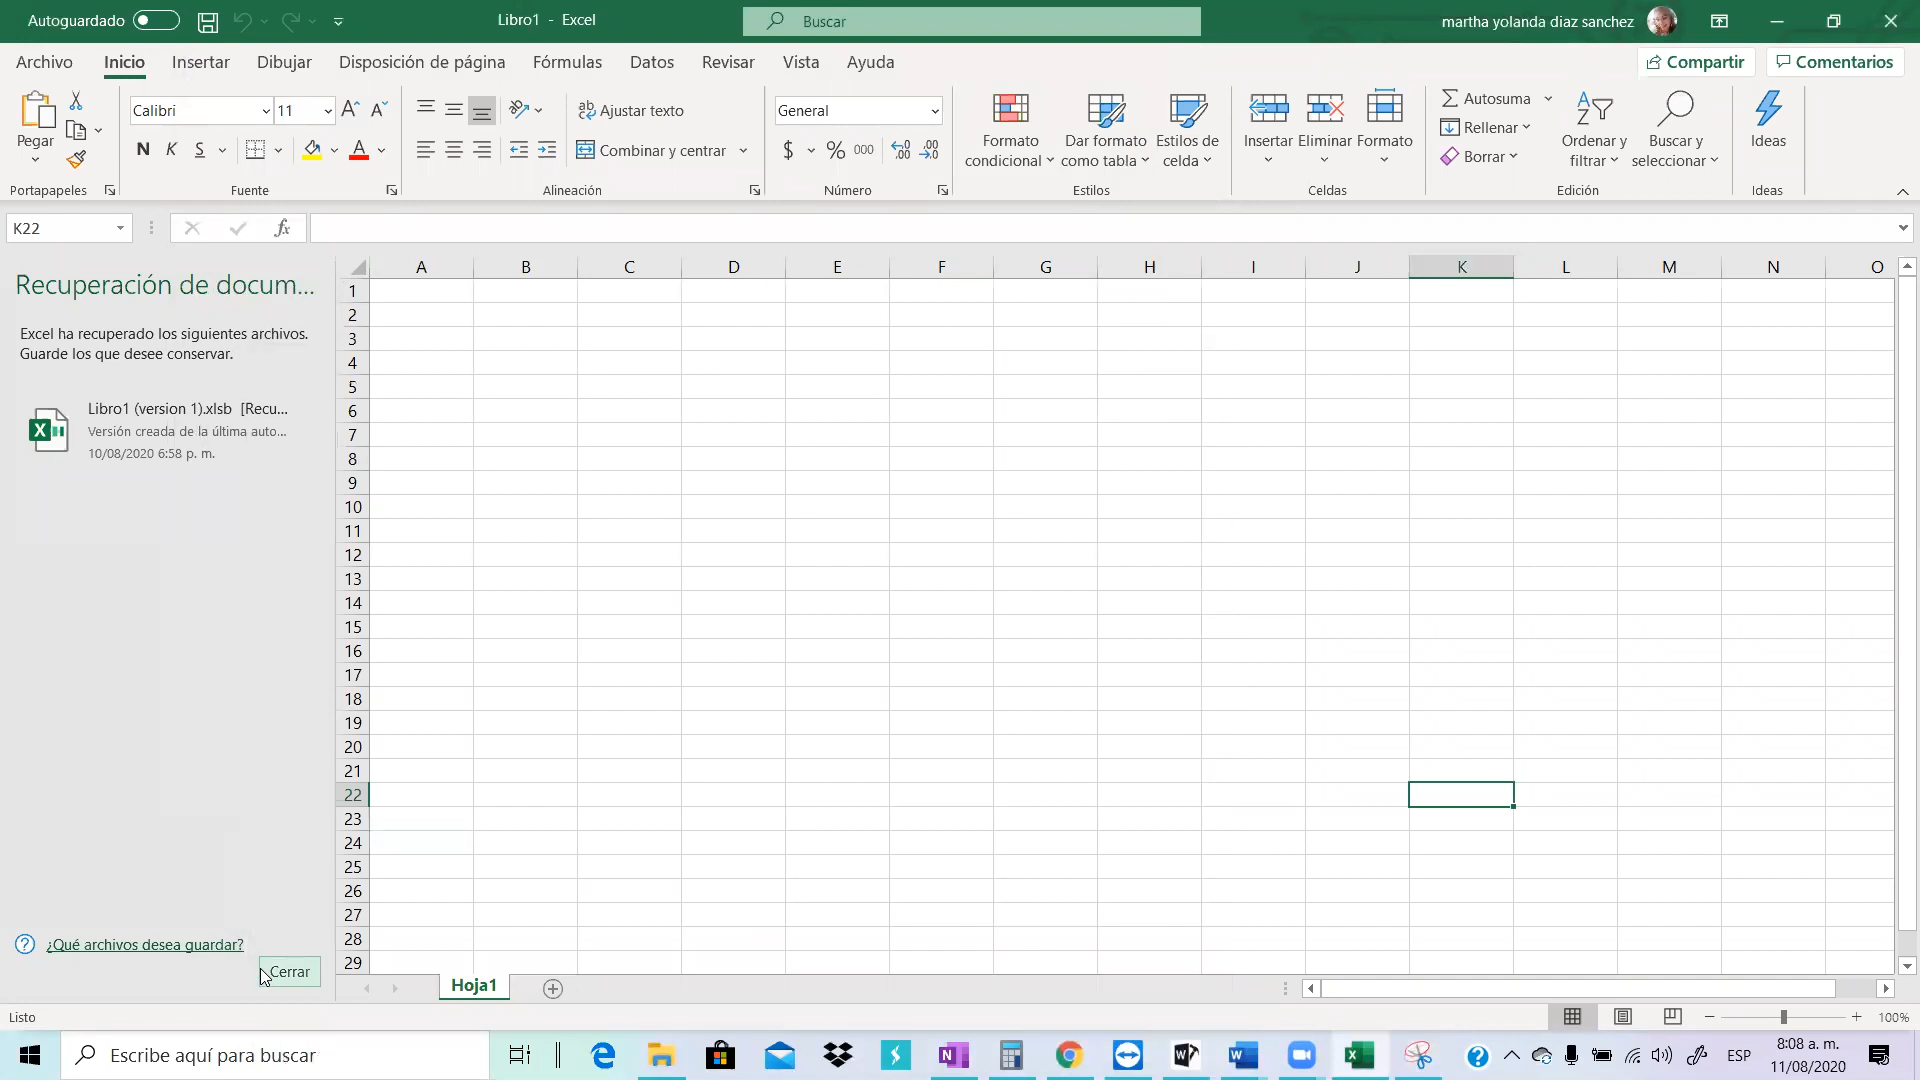 Autoguardado
Libro1 - Excel
Buscar
martha yolanda diaz sanchez
Archivo Inicio Insertar Dibujar Disposición de página Fórmulas Datos Revisar Vista Ayuda
Compartir Comentarios
Pegar
Portapapeles
Calibri 11
N K S
A
Fuente
Ajustar texto
Combinar y centrar
Alineación
General
$ % 000
Número
Formato condicional
Dar formato como tabla
Estilos de celda
Estilos
Insertar Eliminar Formato
Celdas
Autosuma
Rellenar
Borrar
Ordenar y filtrar
Buscar y seleccionar
Edición
Ideas
Ideas
K22
fx
Recuperación de docum...
Excel ha recuperado los siguientes archivos.
Guarde los que desee conservar.
Libro1 (version 1).xlsb [Recu...
Versión creada de la última auto...
10/08/2020 6:58 p. m.
¿Qué archivos desea guardar?
Cerrar
A B C D E F G H I J K L M N O
1
2
3
4
5
6
7
8
9
10
11
12
13
14
15
16
17
18
19
20
21
22
23
24
25
26
27
28
29
Hoja1
Listo
100%
Escribe aquí para buscar
ESP
8:08 a. m.
11/08/2020